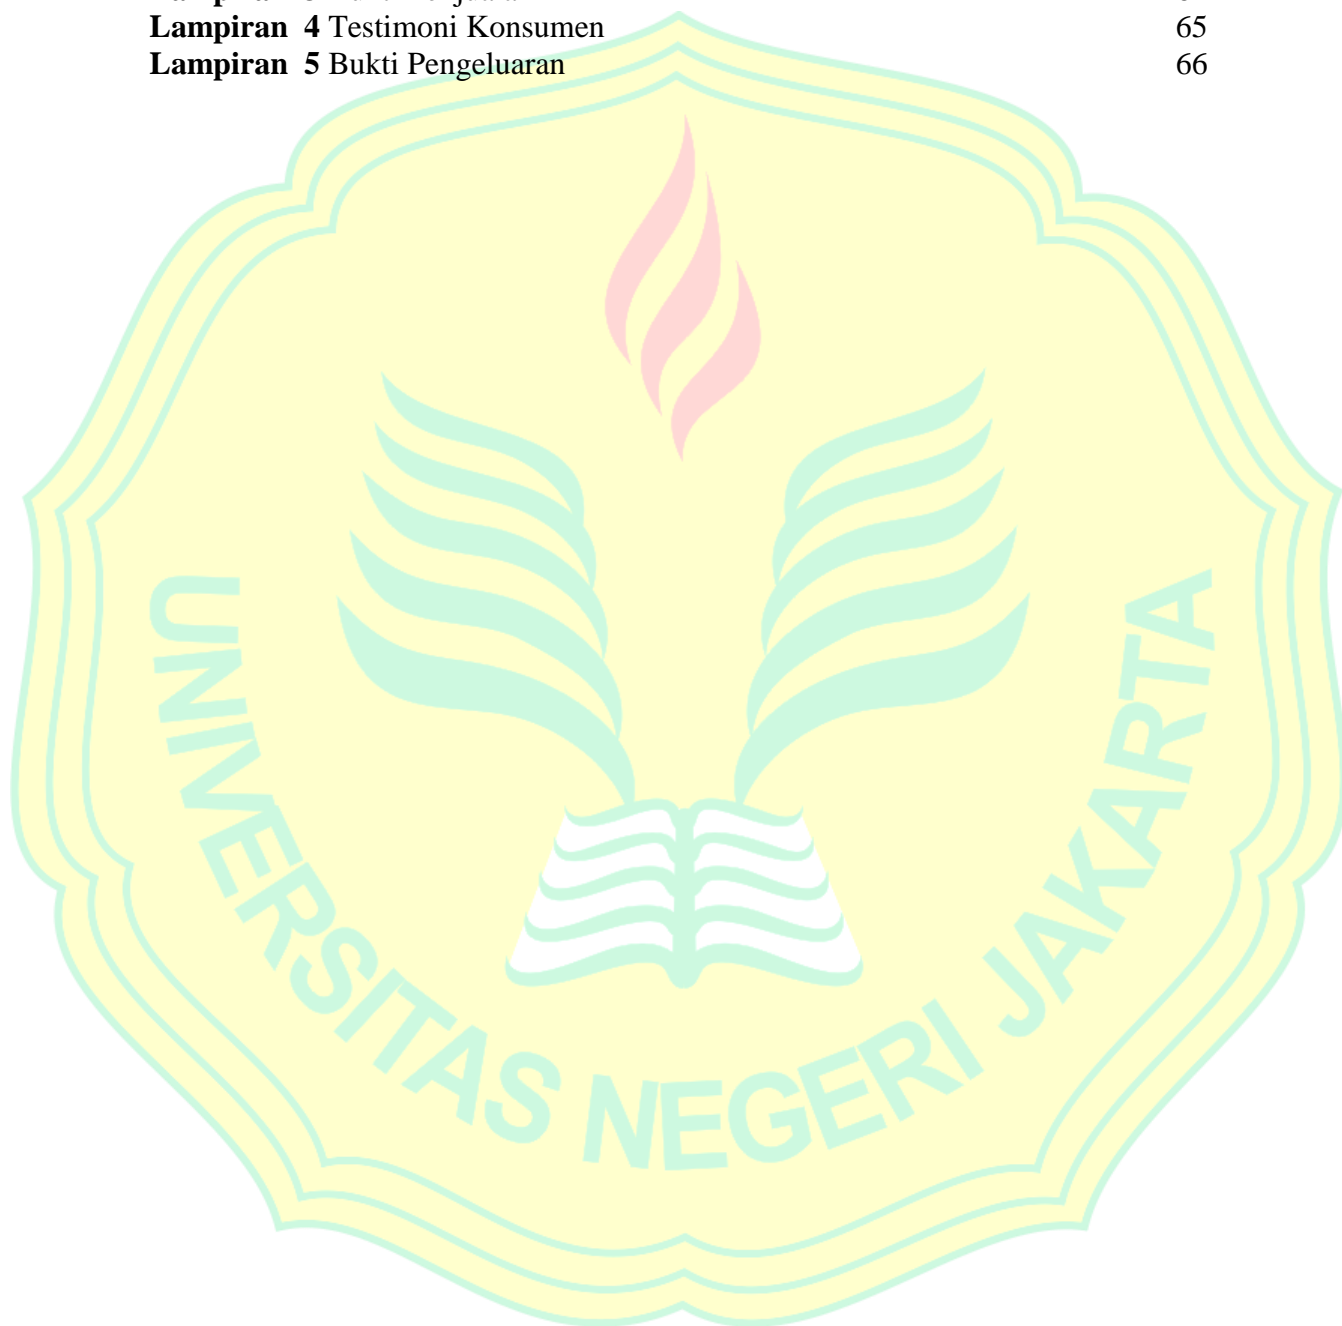 Lampiran 4 Testimoni Konsumen 65
Lampiran 5 Bukti Pengeluaran 66
UNIVERSITAS NEGERI JAKARTA